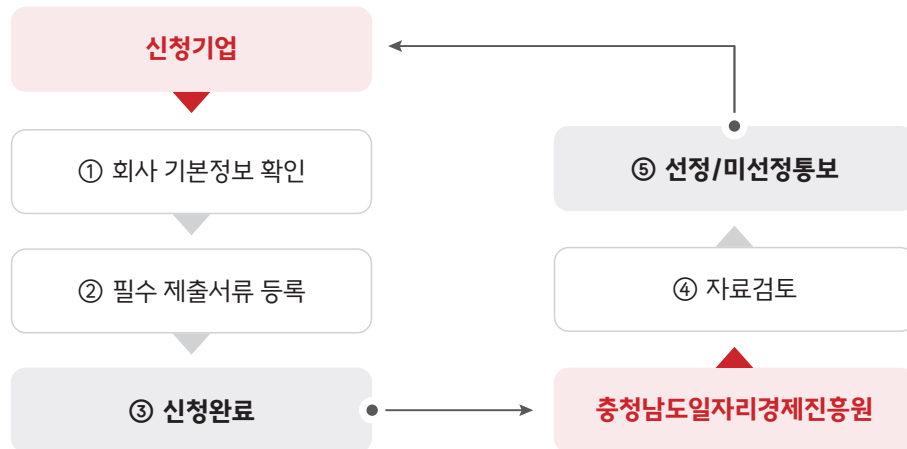 신청기업
① 회사 기본정보 확인
② 필수 제출서류 등록
③ 신청완료
충청남도일자리경제진흥원
④ 자료검토
⑤ 선정/미선정통보